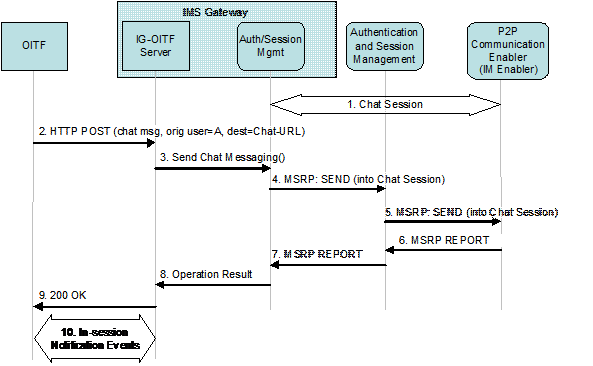 IMS Gateway
OITF
IG-OITF
Server
Auth/Session
Mgmt
Authentication
and Session
Management
P2P
Communication
Enabler
(IM Enabler)
1. Chat Session
2. HTTP POST (chat msg, orig user=A, dest=Chat-URL)
3. Send Chat Messaging()
4. MSRP: SEND (into Chat Session)
5. MSRP: SEND (into Chat Session)
6. MSRP REPORT
7. MSRP REPORT
8. Operation Result
9. 200 OK
10. In-session
Notification Events